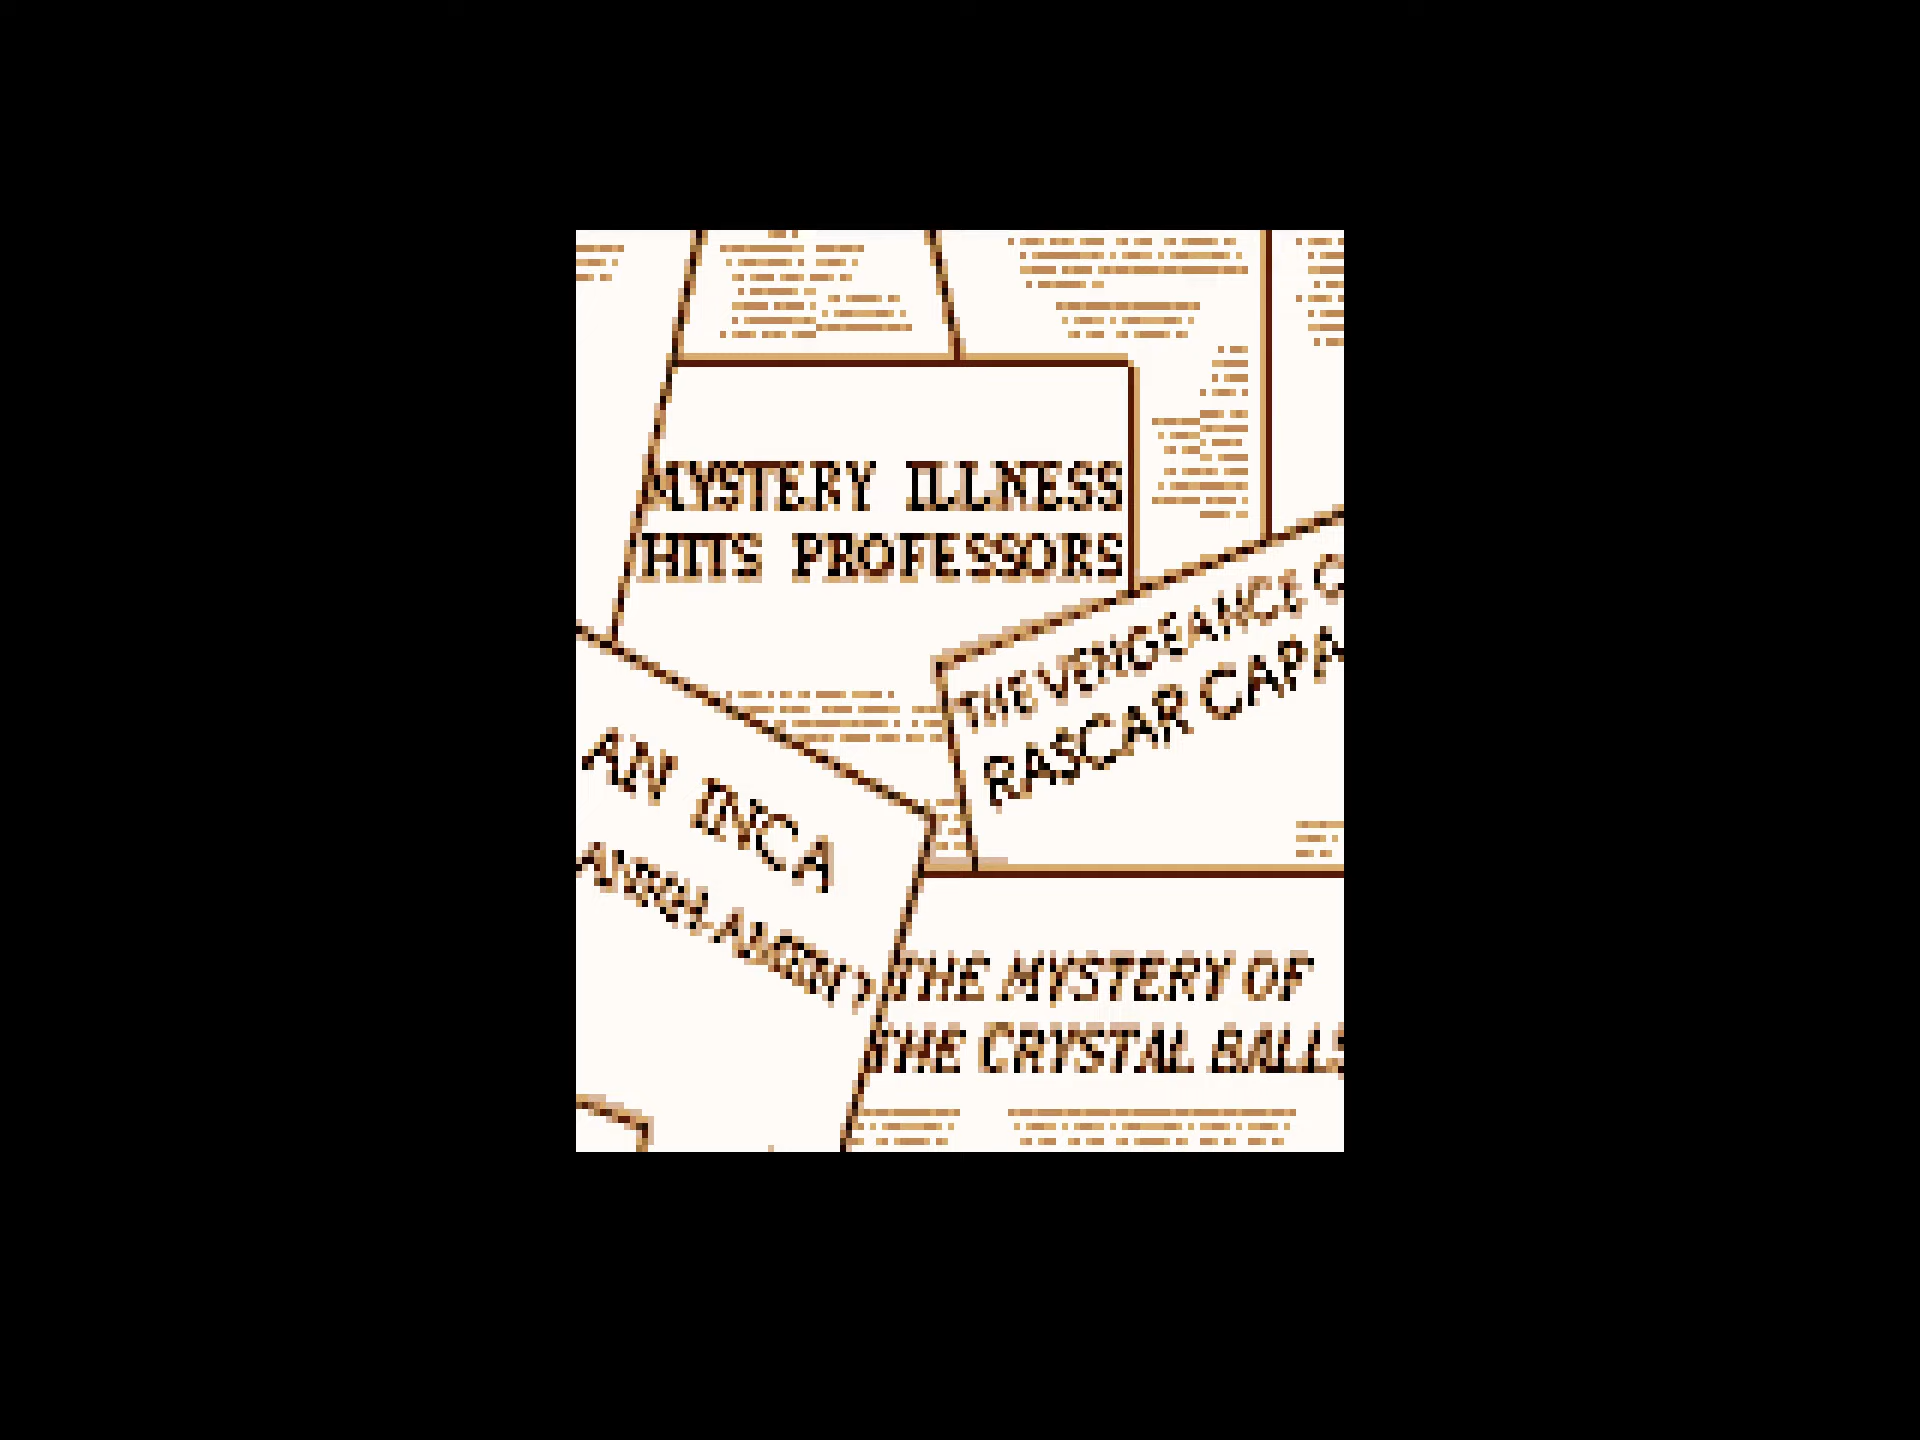 MYSTERY ILLNESS
HITS PROFESSORS
THE VENGEANCE O
RASCAR CAPA
AN INCA
THE MYSTERY OF
THE CRYSTAL BALLS